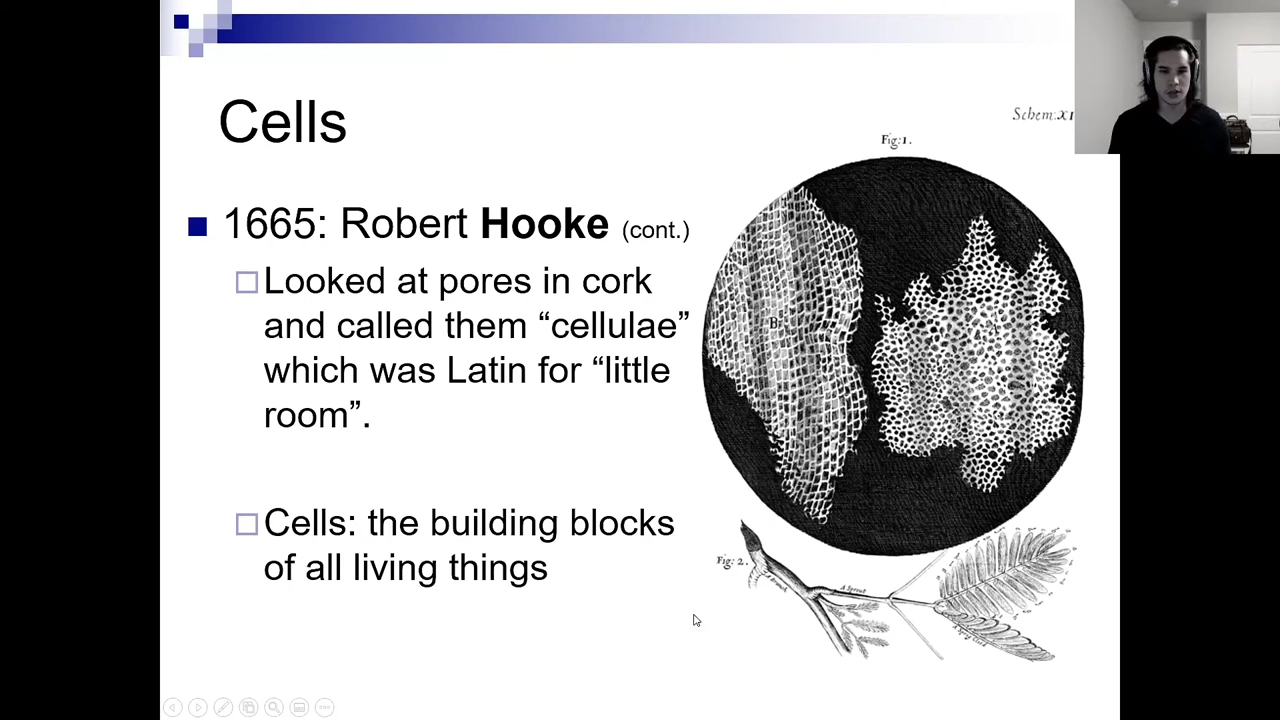 Cells
1665: Robert Hooke (cont.)
Looked at pores in cork
and called them “cellulae”
which was Latin for “little
room”.
Cells: the building blocks
of all living things
Schem: XI
Fig: 1.
B
Fig: 2.
A Sprout